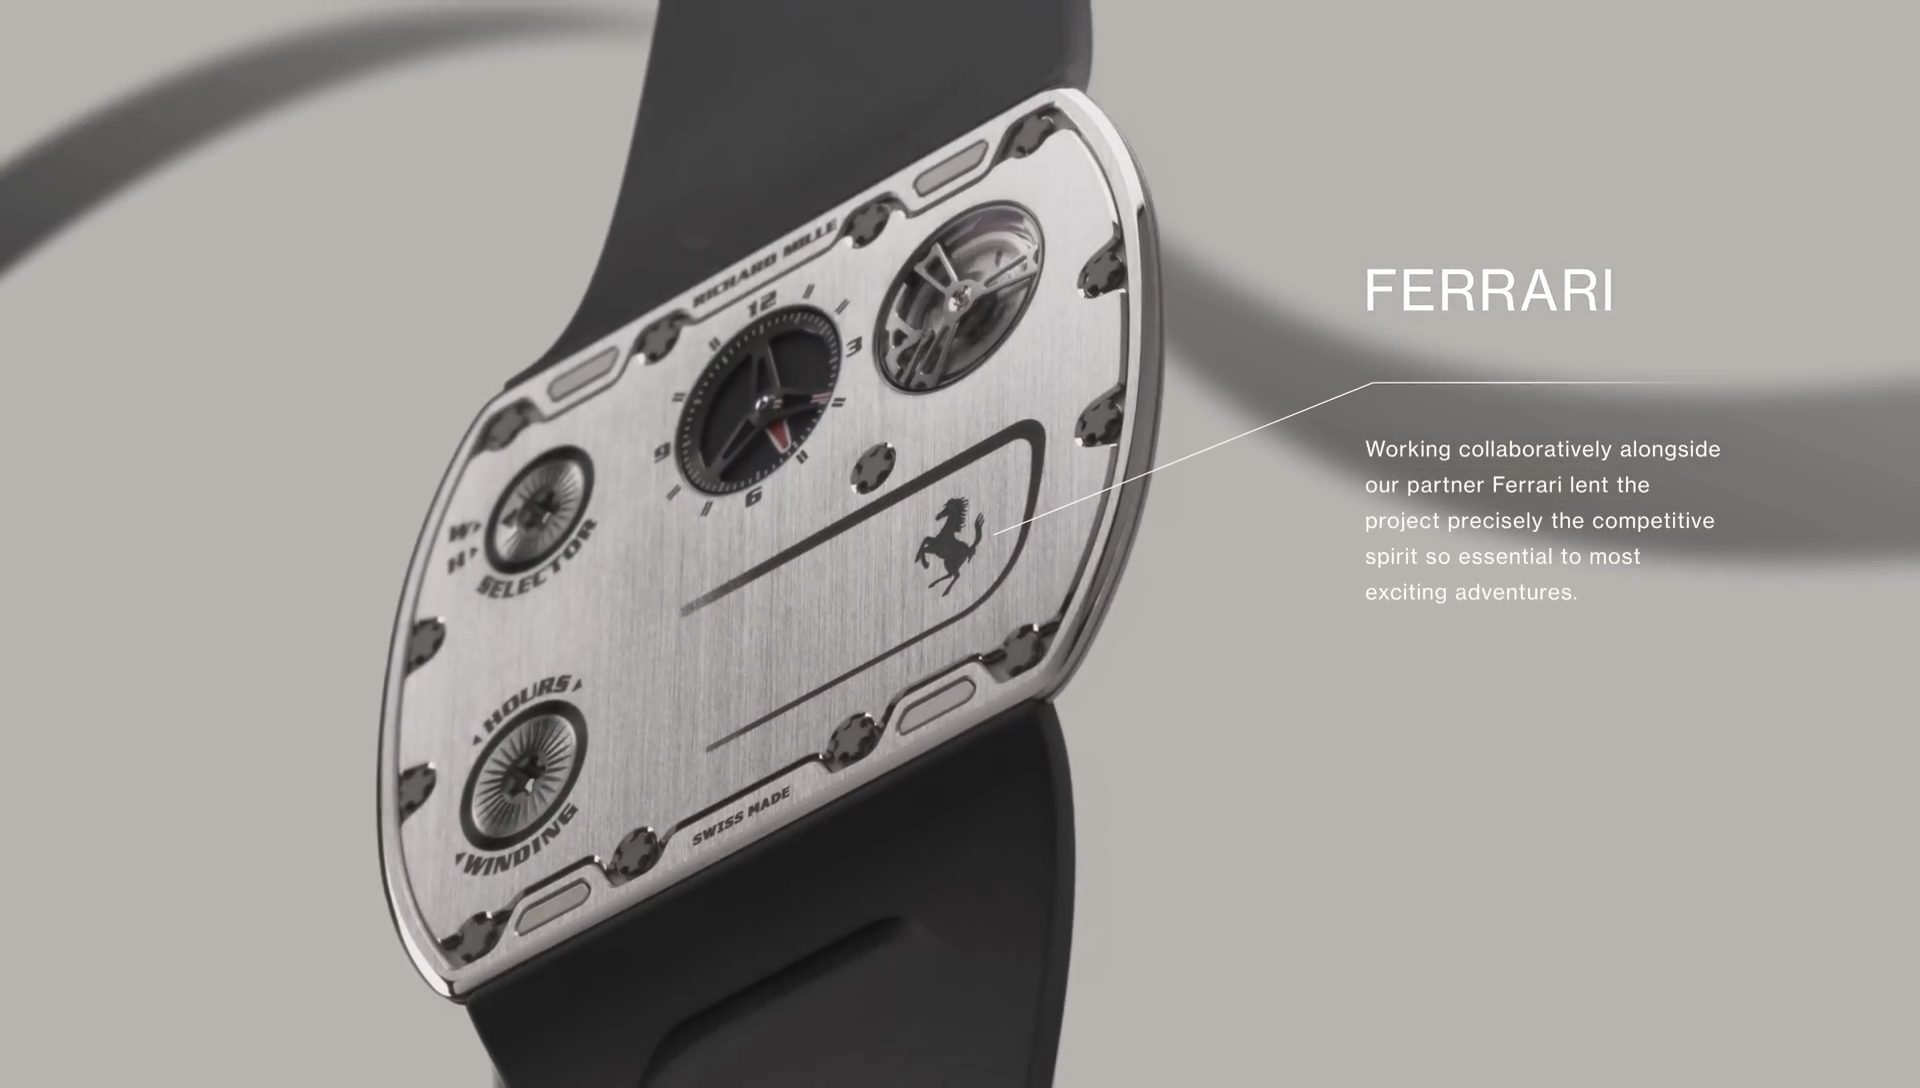 RICHARD MILLE
12
3
6
9
W
H
SELECTOR
HOURS
WINDING
SWISS MADE
FERRARI
Working collaboratively alongside
our partner Ferrari lent the
project precisely the competitive
spirit so essential to most
exciting adventures.